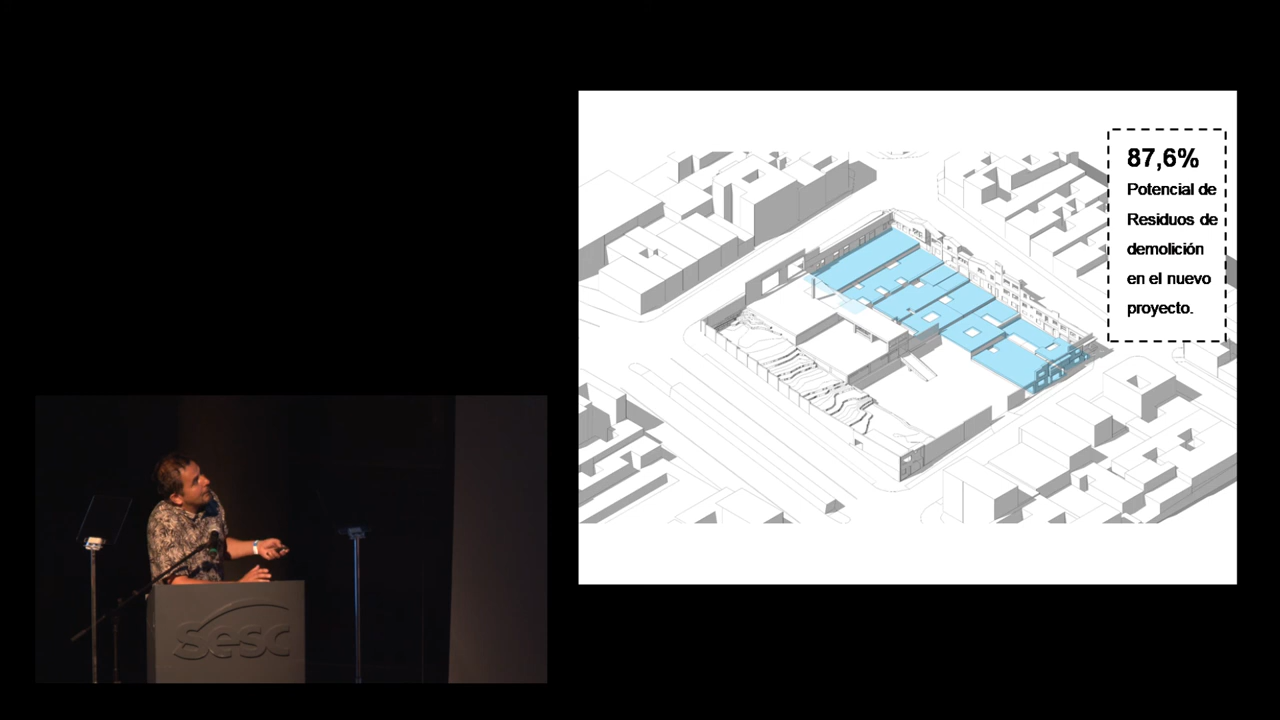 87,6%
Potencial de
Residuos de
demolición
en el nuevo
proyecto.
sesc